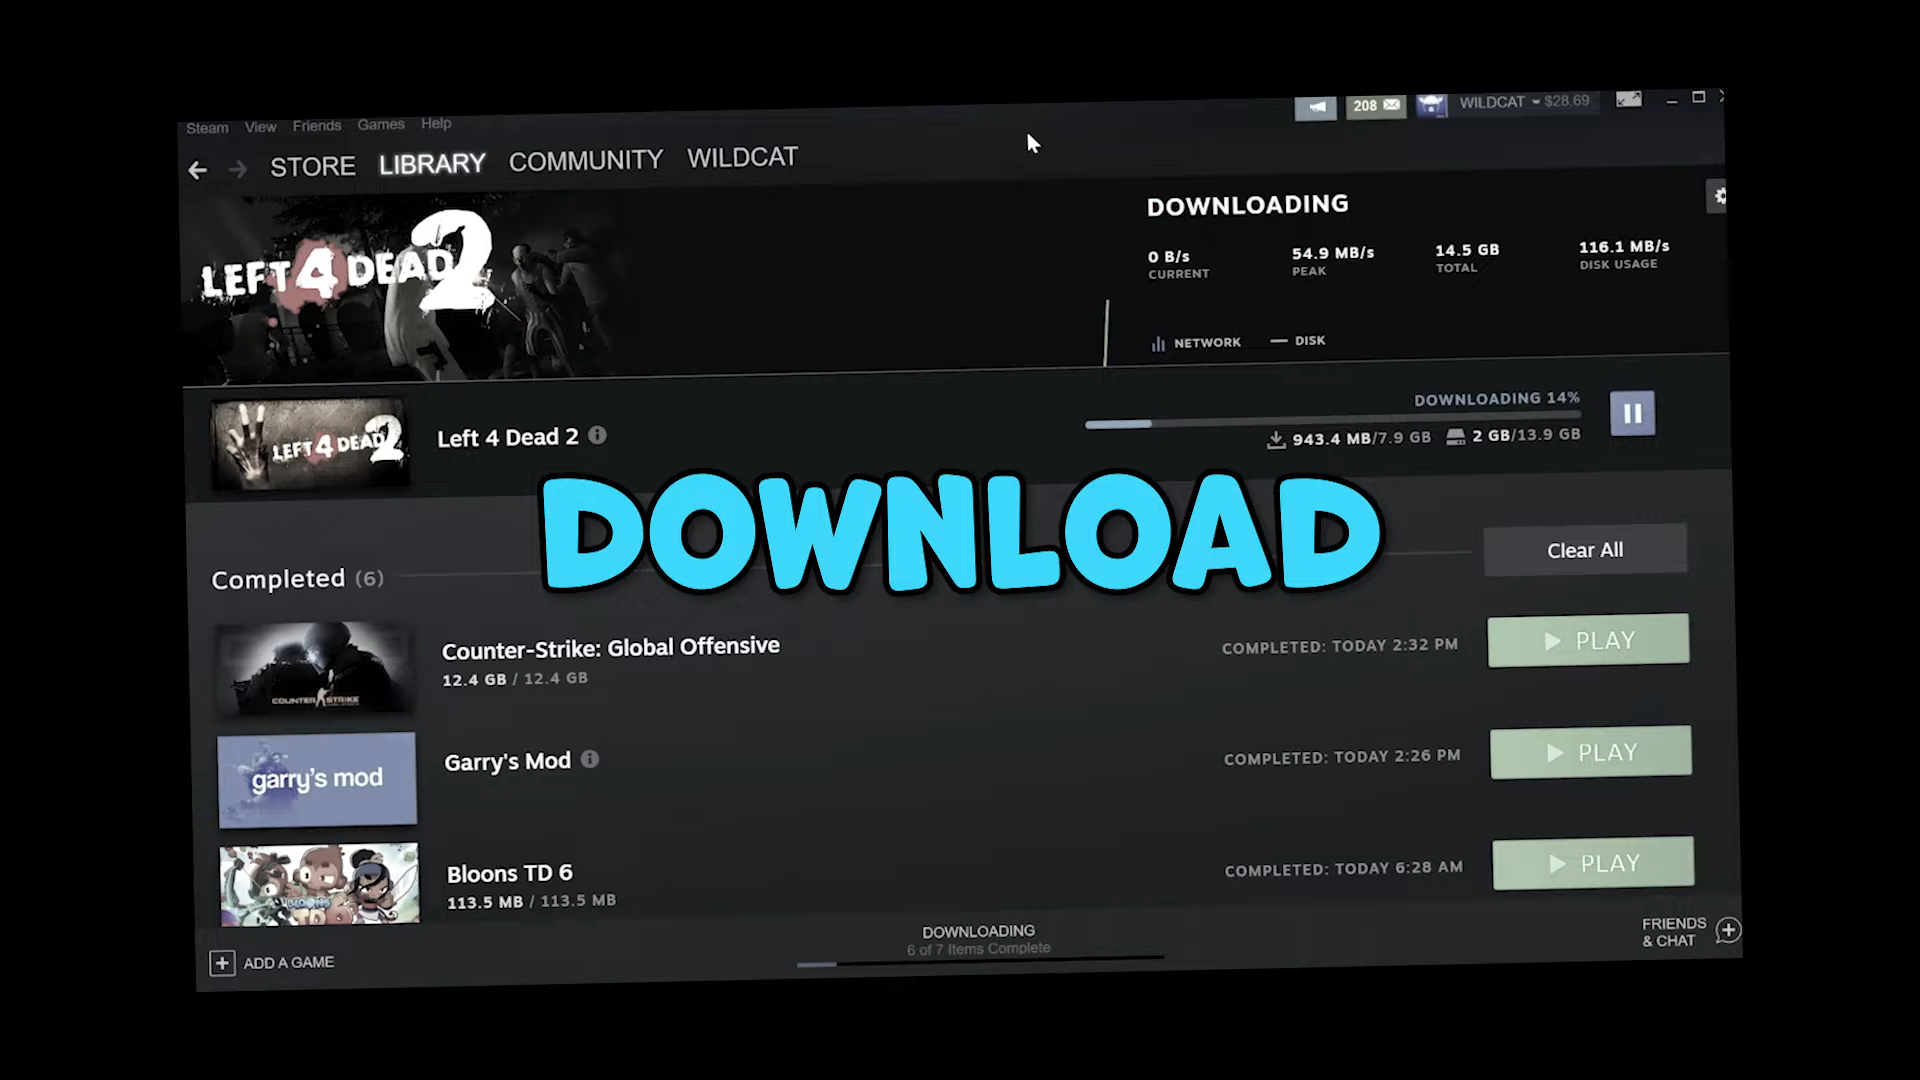 Steam View Friends Games Help
208 WILDCAT $28.69
STORE LIBRARY COMMUNITY WILDCAT
LEFT 4 DEAD 2
DOWNLOADING
0 B/s 54.9 MB/s 14.5 GB 116.1 MB/s
CURRENT PEAK TOTAL DISK USAGE
NETWORK DISK
LEFT 4 DEAD 2
Left 4 Dead 2
DOWNLOADING 14%
943.4 MB/7.9 GB 2 GB/13.9 GB
DOWNLOAD
Completed (6)
Clear All
COUNTER STRIKE
Counter-Strike: Global Offensive
12.4 GB / 12.4 GB
COMPLETED: TODAY 2:32 PM
PLAY
garry's mod
Garry's Mod
COMPLETED: TODAY 2:26 PM
PLAY
BLOONS TD 6
Bloons TD 6
113.5 MB / 113.5 MB
COMPLETED: TODAY 6:28 AM
PLAY
ADD A GAME
DOWNLOADING
6 of 7 Items Complete
FRIENDS
& CHAT